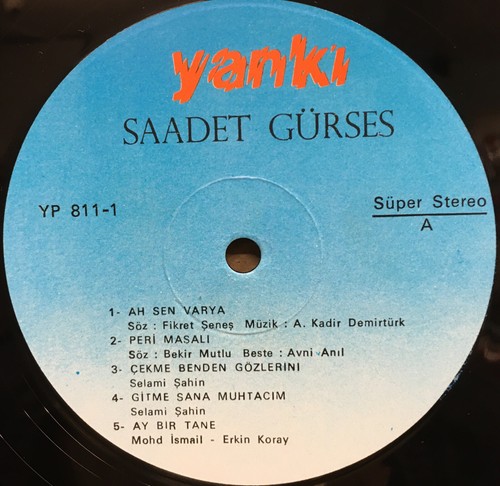 yankı
SAADET GÜRSES
YP 811-1
Süper Stereo
A
1- AH SEN VARYA
Söz : Fikret Şeneş Müzik : A. Kadir Demirtürk
2- PERİ MASALI
Söz : Bekir Mutlu Beste : Avni Anıl
3- ÇEKME BENDEN GÖZLERİNİ
Selami Şahin
4- GİTME SANA MUHTACIM
Selami Şahin
5- AY BİR TANE
Mohd İsmail - Erkin Koray